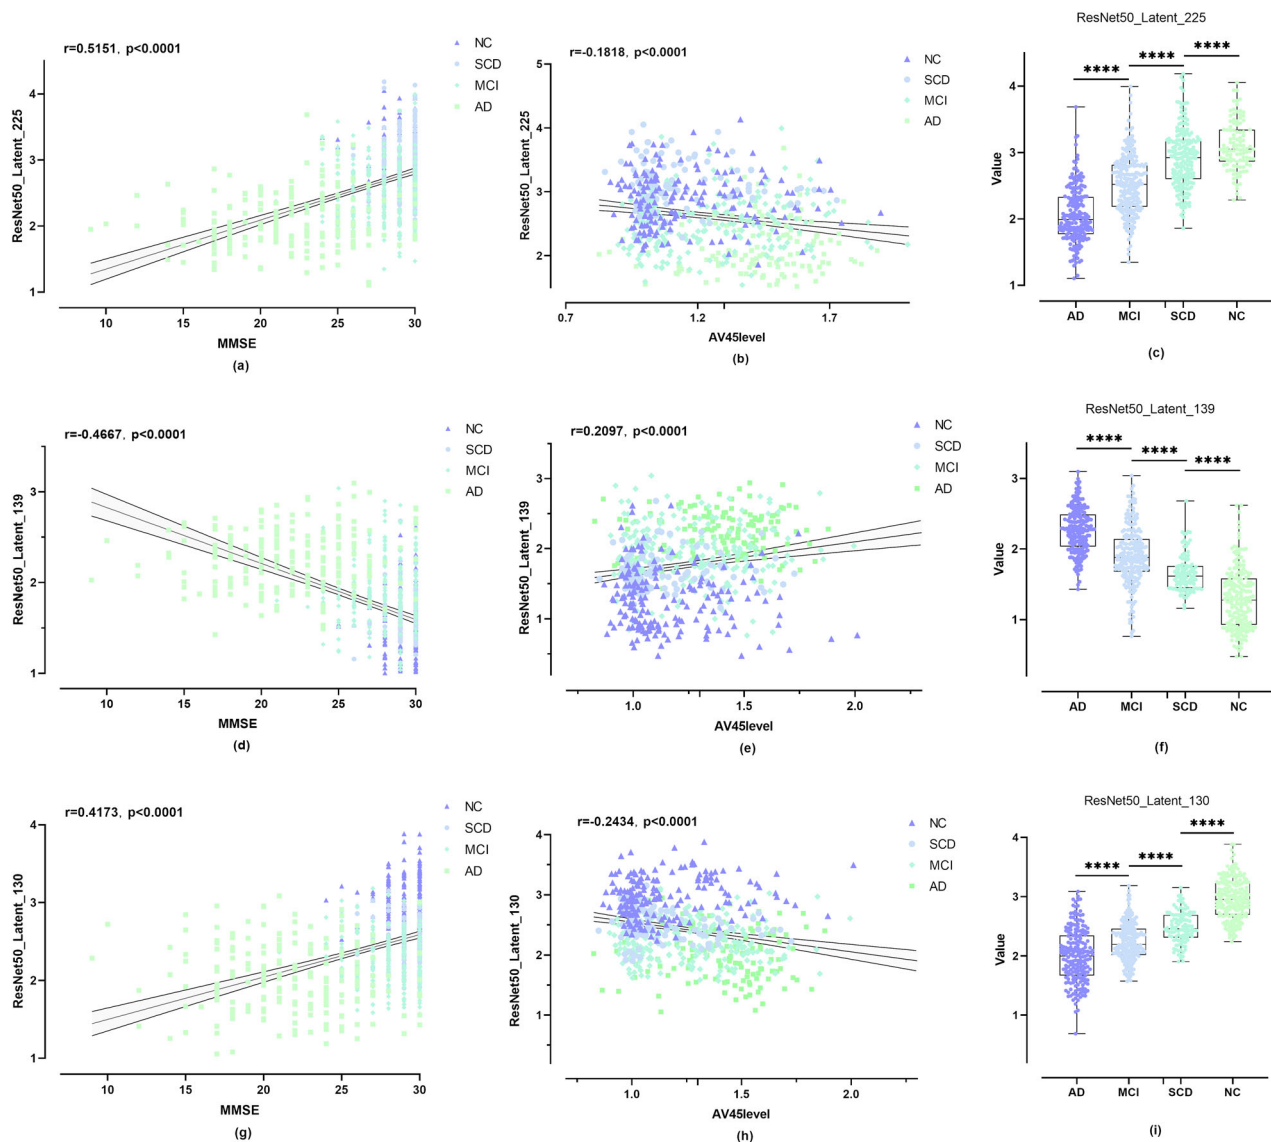 r=0.5151, p<0.0001
NC
SCD
MCI
AD
ResNet50_Latent_225
4
3
2
1
10
15
20
25
30
MMSE
(a)
r=-0.1818, p<0.0001
NC
SCD
MCI
AD
ResNet50_Latent_225
5
4
3
2
0.7
1.2
1.7
AV45level
(b)
ResNet50_Latent_225
**** **** ****
Value
4
3
2
1
AD MCI SCD NC
(c)
r=-0.4667, p<0.0001
NC
SCD
MCI
AD
ResNet50_Latent_139
3
2
1
10
15
20
25
30
MMSE
(d)
r=0.2097, p<0.0001
NC
SCD
MCI
AD
ResNet50_Latent_139
3
2
1
1.0
1.5
2.0
AV45level
(e)
ResNet50_Latent_139
**** **** ****
Value
3
2
1
AD MCI SCD NC
(f)
r=0.4173, p<0.0001
NC
SCD
MCI
AD
ResNet50_Latent_130
4
3
2
1
10
15
20
25
30
MMSE
(g)
r=-0.2434, p<0.0001
NC
SCD
MCI
AD
ResNet50_Latent_130
4
3
2
1
1.0
1.5
2.0
AV45level
(h)
ResNet50_Latent_130
**** **** ****
Value
4
3
2
1
AD MCI SCD NC
(i)